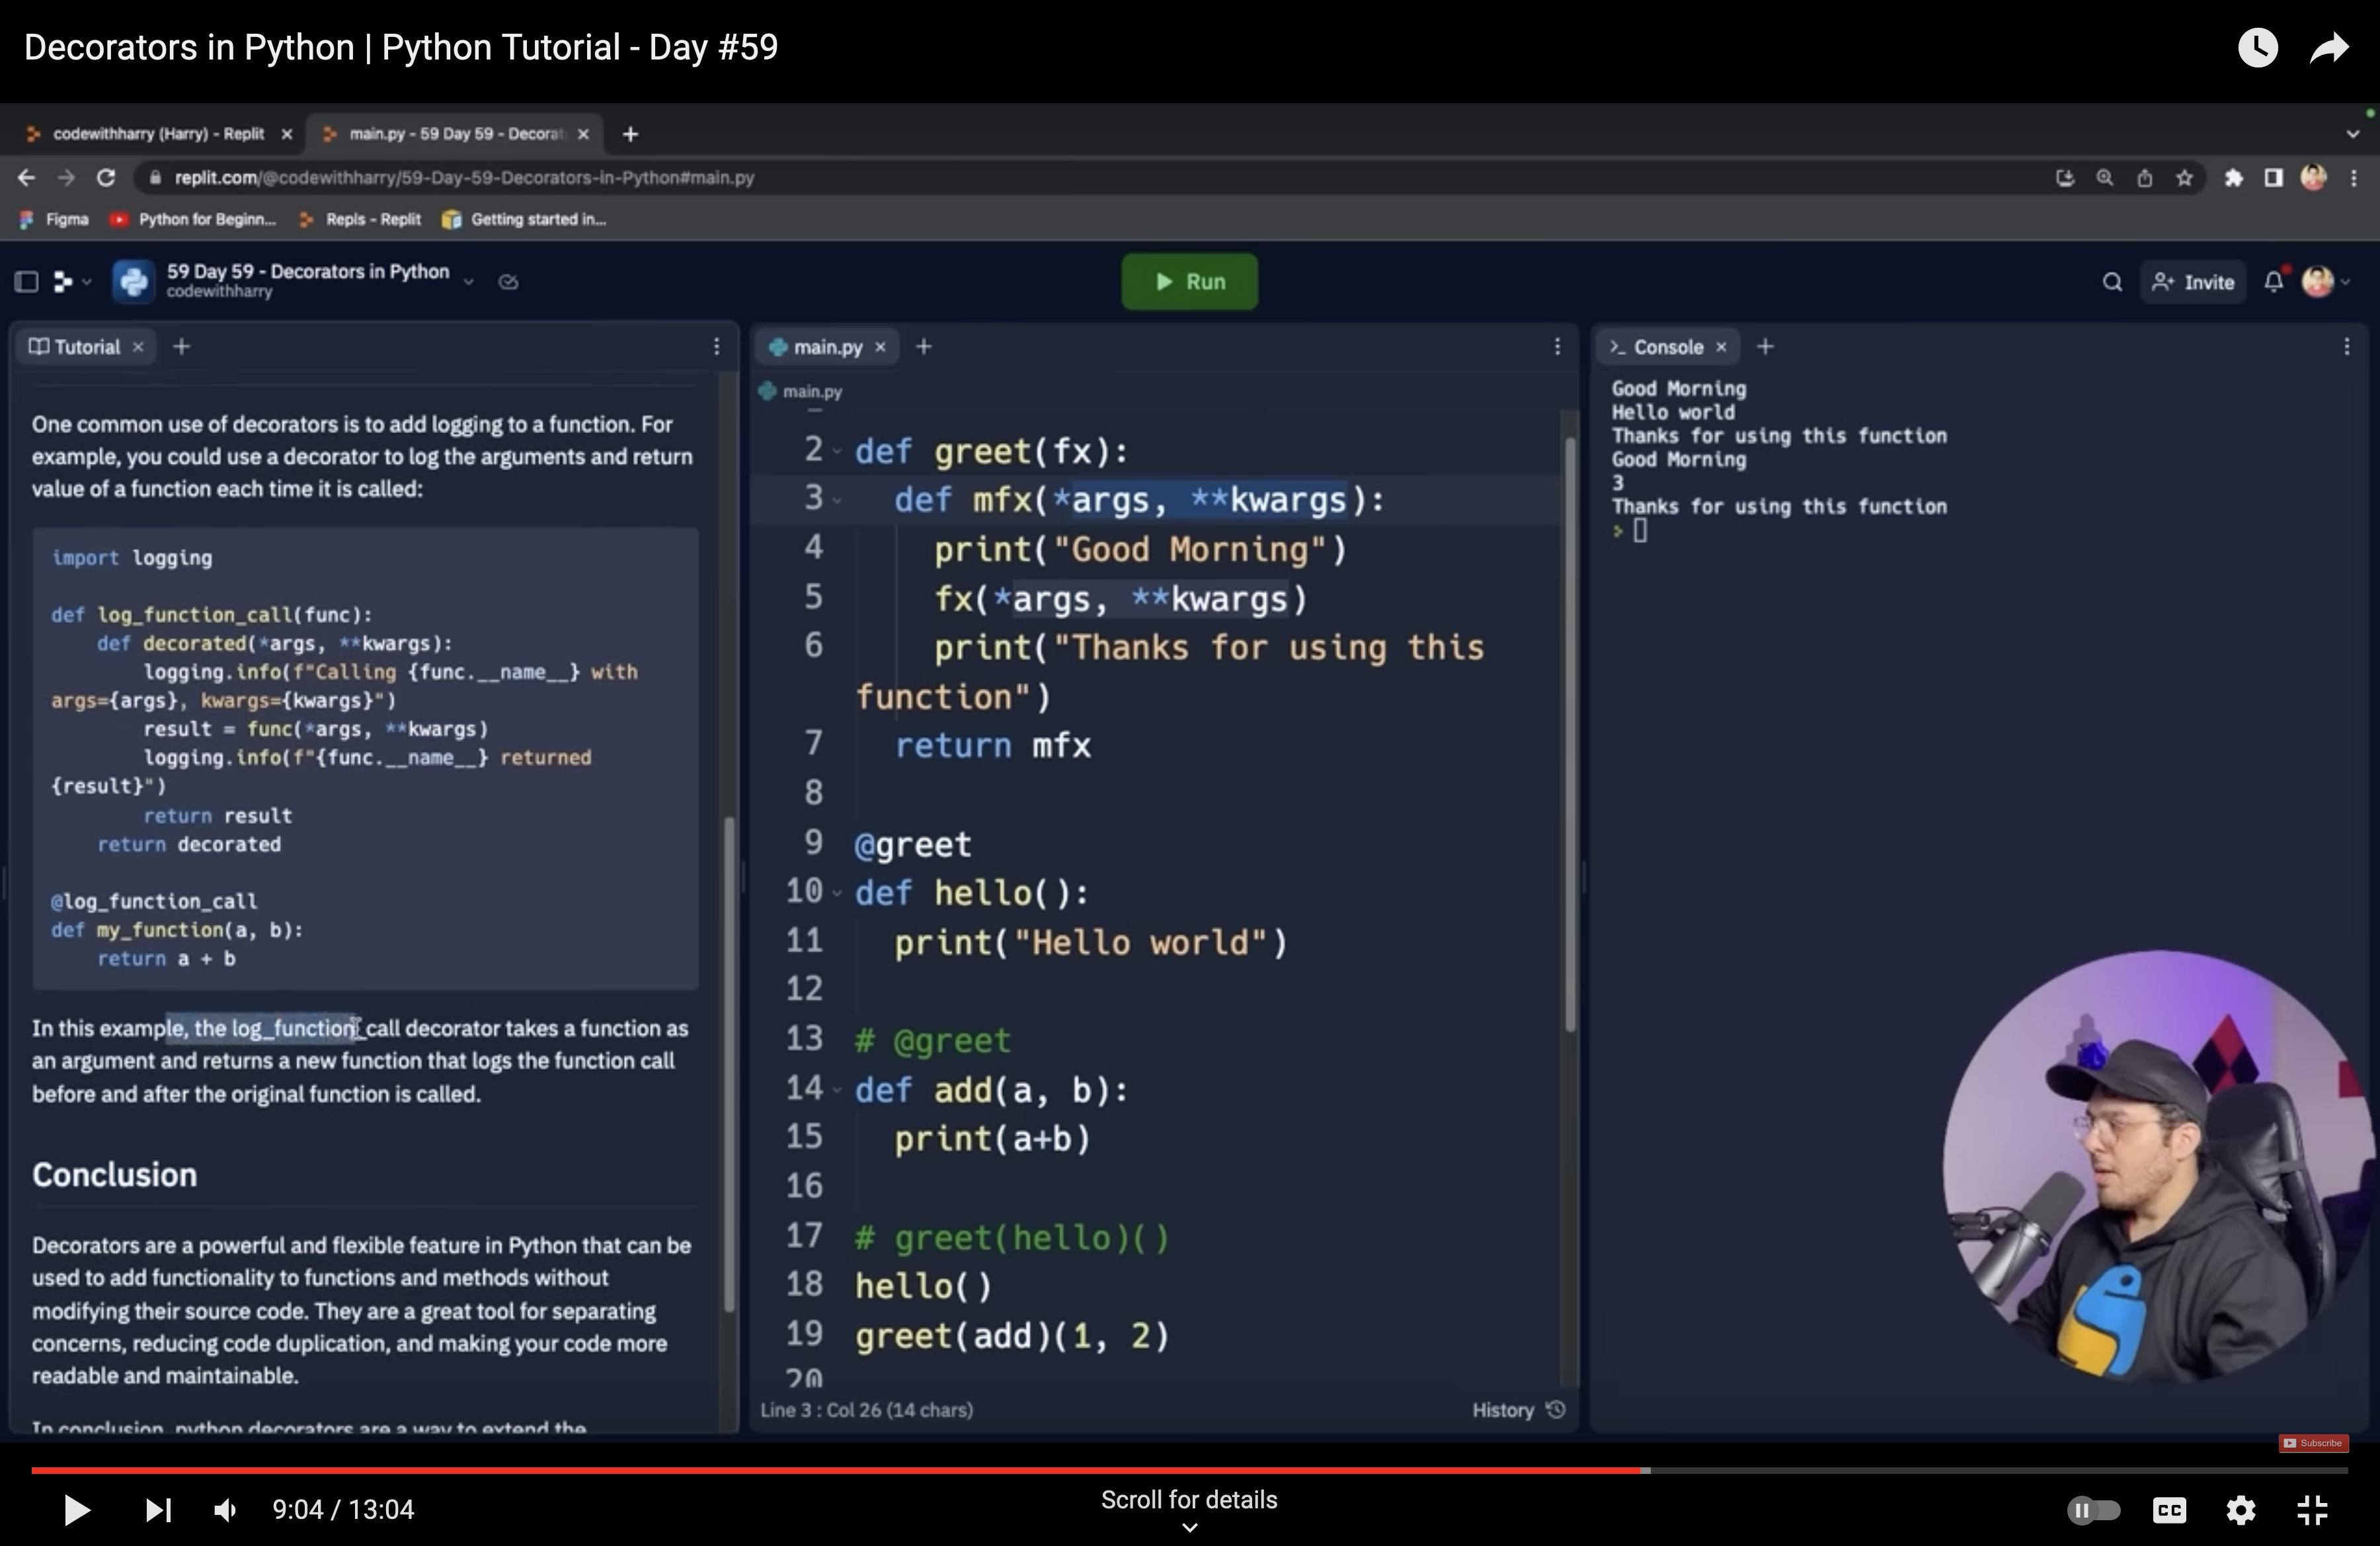 Decorators in Python | Python Tutorial - Day #59
codewithharry (Harry) - Replit
main.py - 59 Day 59 - Decorat
replit.com/@codewithharry/59-Day-59-Decorators-in-Python#main.py
Figma
Python for Beginn...
Repls - Replit
Getting started in...
59 Day 59 - Decorators in Python
codewithharry
Run
Invite
Tutorial
One common use of decorators is to add logging to a function. For
example, you could use a decorator to log the arguments and return
value of a function each time it is called:
import logging
def log_function_call(func):
    def decorated(*args, **kwargs):
        logging.info(f"Calling {func.__name__} with
args={args}, kwargs={kwargs}")
        result = func(*args, **kwargs)
        logging.info(f"{func.__name__} returned
{result}")
        return result
    return decorated
@log_function_call
def my_function(a, b):
    return a + b
In this example, the log_function_call decorator takes a function as
an argument and returns a new function that logs the function call
before and after the original function is called.
Conclusion
Decorators are a powerful and flexible feature in Python that can be
used to add functionality to functions and methods without
modifying their source code. They are a great tool for separating
concerns, reducing code duplication, and making your code more
readable and maintainable.
In conclusion, python decorators are a way to extend the
main.py
main.py
2 def greet(fx):
3   def mfx(*args, **kwargs):
4     print("Good Morning")
5     fx(*args, **kwargs)
6     print("Thanks for using this
function")
7   return mfx
8
9 @greet
10 def hello():
11   print("Hello world")
12
13 # @greet
14 def add(a, b):
15   print(a+b)
16
17 # greet(hello)()
18 hello()
19 greet(add)(1, 2)
20
Line 3 : Col 26 (14 chars)
History
Console
Good Morning
Hello world
Thanks for using this function
Good Morning
3
Thanks for using this function
Subscribe
9:04 / 13:04
Scroll for details
CC